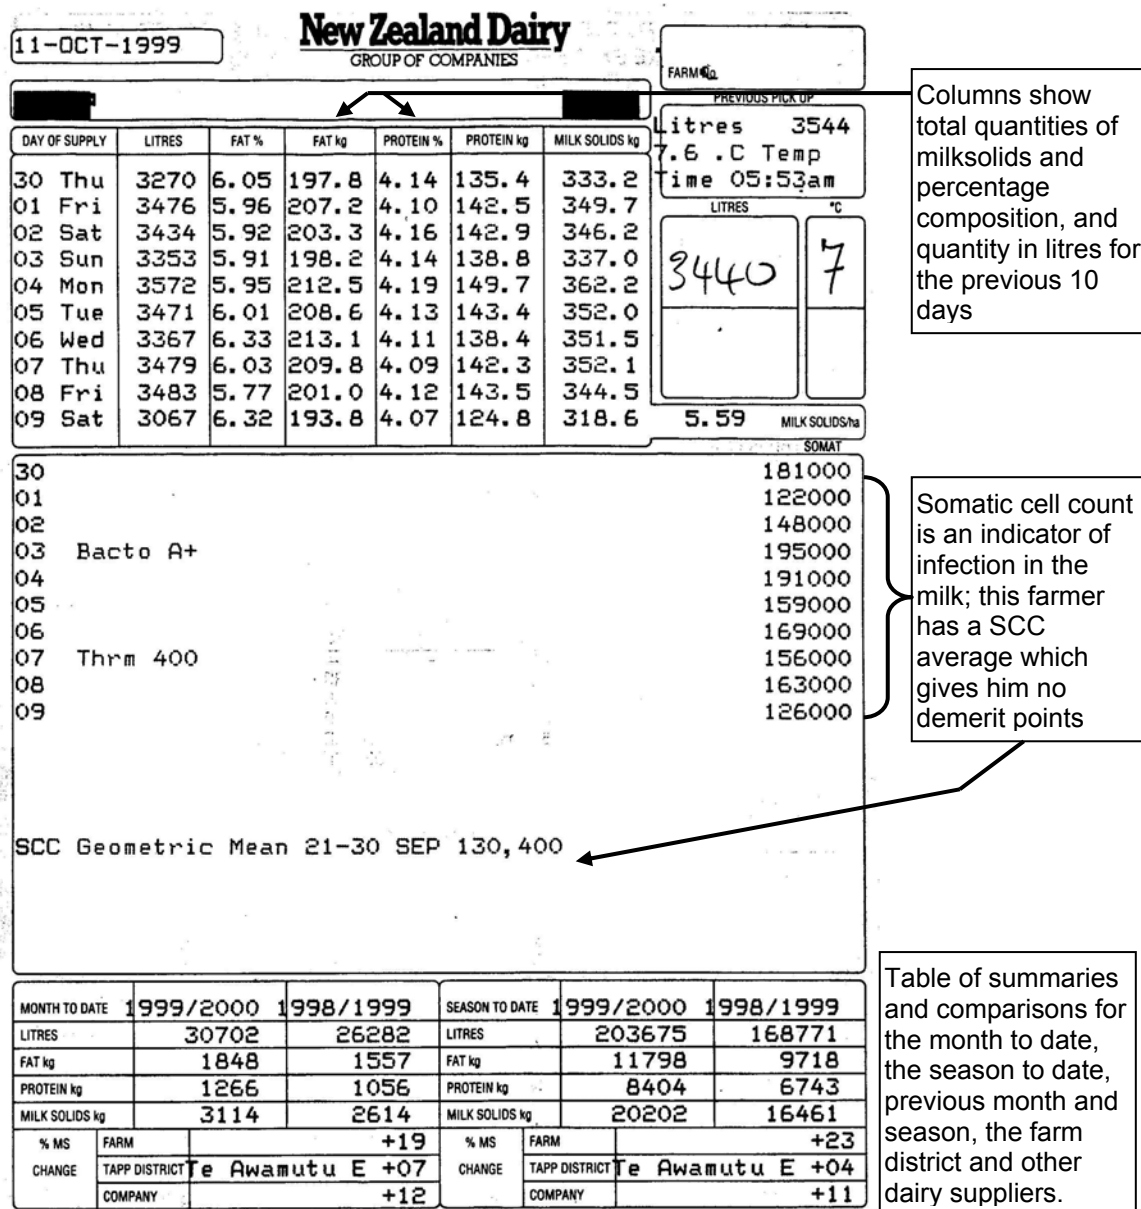 11-OCT-1999
New Zealand Dairy
GROUP OF COMPANIES
FARM No
PREVIOUS PICK UP
Litres 3544
7.6 .C Temp
Time 05:53am
LITRES °C
3440 7
DAY OF SUPPLY LITRES FAT % FAT kg PROTEIN % PROTEIN kg MILK SOLIDS kg
30 Thu 3270 6.05 197.8 4.14 135.4 333.2
01 Fri 3476 5.96 207.2 4.10 142.5 349.7
02 Sat 3434 5.92 203.3 4.16 142.9 346.2
03 Sun 3353 5.91 198.2 4.14 138.8 337.0
04 Mon 3572 5.95 212.5 4.19 149.7 362.2
05 Tue 3471 6.01 208.6 4.13 143.4 352.0
06 Wed 3367 6.33 213.1 4.11 138.4 351.5
07 Thu 3479 6.03 209.8 4.09 142.3 352.1
08 Fri 3483 5.77 201.0 4.12 143.5 344.5
09 Sat 3067 6.32 193.8 4.07 124.8 318.6
5.59 MILK SOLIDS/ha
SOMAT
30 181000
01 122000
02 148000
03 Bacto A+ 195000
04 191000
05 159000
06 169000
07 Thrm 400 156000
08 163000
09 126000
SCC Geometric Mean 21-30 SEP 130,400
MONTH TO DATE 1999/2000 1998/1999 SEASON TO DATE 1999/2000 1998/1999
LITRES 30702 26282 LITRES 203675 168771
FAT kg 1848 1557 FAT kg 11798 9718
PROTEIN kg 1266 1056 PROTEIN kg 8404 6743
MILK SOLIDS kg 3114 2614 MILK SOLIDS kg 20202 16461
% MS CHANGE FARM +19 % MS CHANGE FARM +23
TAPP DISTRICT Te Awamutu E +07 TAPP DISTRICT Te Awamutu E +04
COMPANY +12 COMPANY +11
Columns show
total quantities of
milksolids and
percentage
composition, and
quantity in litres for
the previous 10
days
Somatic cell count
is an indicator of
infection in the
milk; this farmer
has a SCC
average which
gives him no
demerit points
Table of summaries
and comparisons for
the month to date,
the season to date,
previous month and
season, the farm
district and other
dairy suppliers.